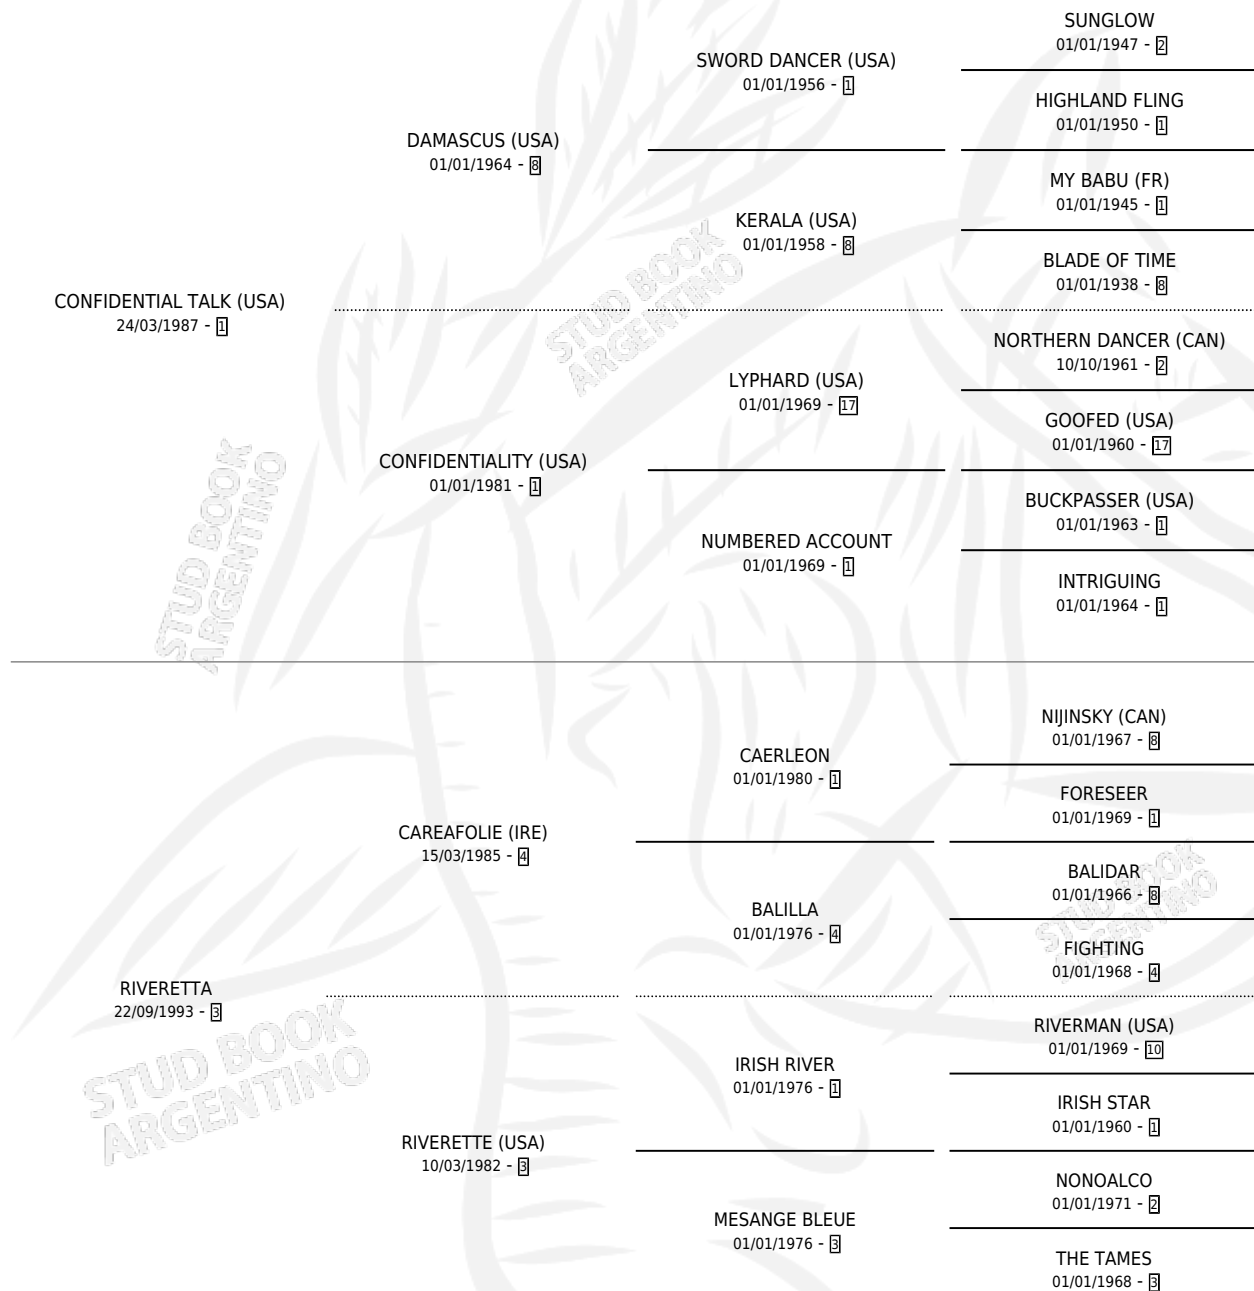 SUNGLOW
01/01/1947 - 2
SWORD DANCER (USA)
01/01/1956 - 1
HIGHLAND FLING
01/01/1950 - 1
DAMASCUS (USA)
01/01/1964 - 8
MY BABU (FR)
01/01/1945 - 1
KERALA (USA)
01/01/1958 - 8
BLADE OF TIME
01/01/1938 - 8
CONFIDENTIAL TALK (USA)
24/03/1987 - 1
NORTHERN DANCER (CAN)
10/10/1961 - 2
LYPHARD (USA)
01/01/1969 - 17
GOOFED (USA)
01/01/1960 - 17
CONFIDENTIALITY (USA)
01/01/1981 - 1
BUCKPASSER (USA)
01/01/1963 - 1
NUMBERED ACCOUNT
01/01/1969 - 1
INTRIGUING
01/01/1964 - 1
NIJINSKY (CAN)
01/01/1967 - 8
CAERLEON
01/01/1980 - 1
FORESEER
01/01/1969 - 1
CAREAFOLIE (IRE)
15/03/1985 - 4
BALIDAR
01/01/1966 - 8
BALILLA
01/01/1976 - 4
FIGHTING
01/01/1968 - 4
RIVERETTA
22/09/1993 - 3
RIVERMAN (USA)
01/01/1969 - 10
IRISH RIVER
01/01/1976 - 1
IRISH STAR
01/01/1960 - 1
RIVERETTE (USA)
10/03/1982 - 3
NONOALCO
01/01/1971 - 2
MESANGE BLEUE
01/01/1976 - 3
THE TAMES
01/01/1968 - 3
STUD BOOK
ARGENTINO
STUD BOOK
ARGENTINO
STUD BOOK
ARGENTINO
STUD BOOK
ARGENTINO